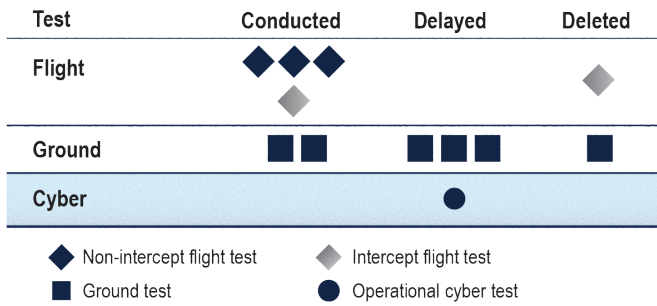 Test Conducted Delayed Deleted
Flight
Ground
Cyber
Non-intercept flight test Intercept flight test
Ground test Operational cyber test